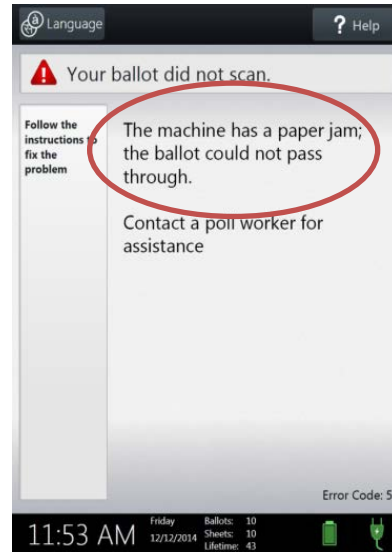 Language
? Help
Your ballot did not scan.
Follow the
instructions to
fix the
problem
The machine has a paper jam;
the ballot could not pass
through.
Contact a poll worker for
assistance
Error Code: 5
11:53 AM
Friday
12/12/2014
Ballots: 10
Sheets: 10
Lifetime: 43